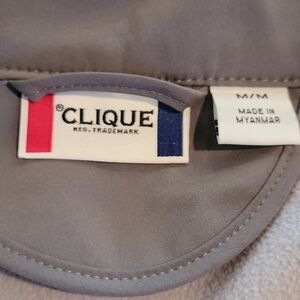 ®CLIQUE
REG. TRADEMARK
M/M
MADE IN
MYANMAR